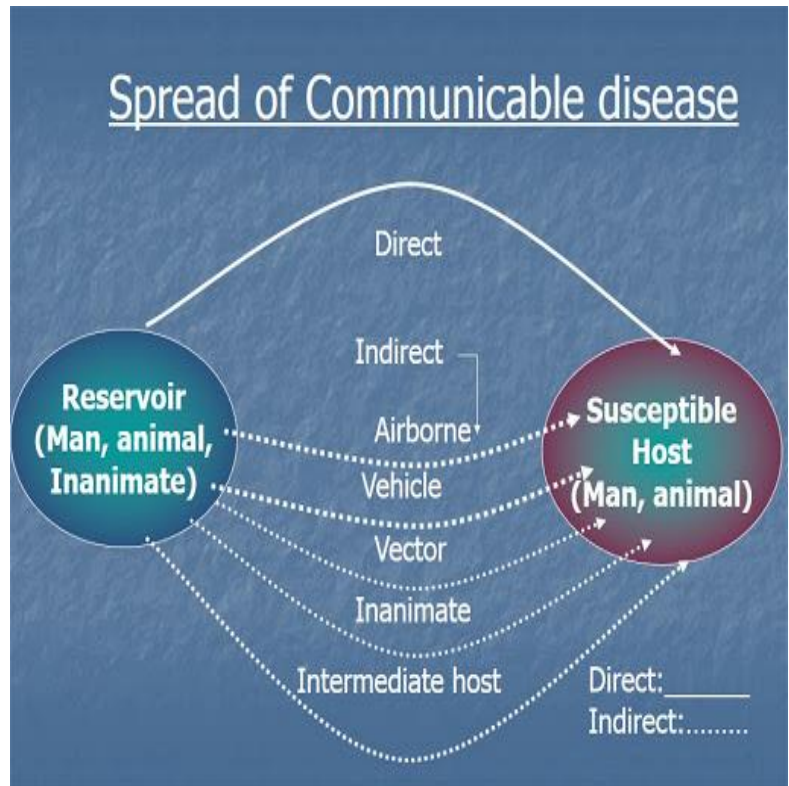 Spread of Communicable disease
Direct
Indirect
Reservoir
(Man, animal,
Inanimate)
Airborne
Vehicle
Vector
Inanimate
Intermediate host
Susceptible
Host
(Man, animal)
Direct:_______
Indirect:.........